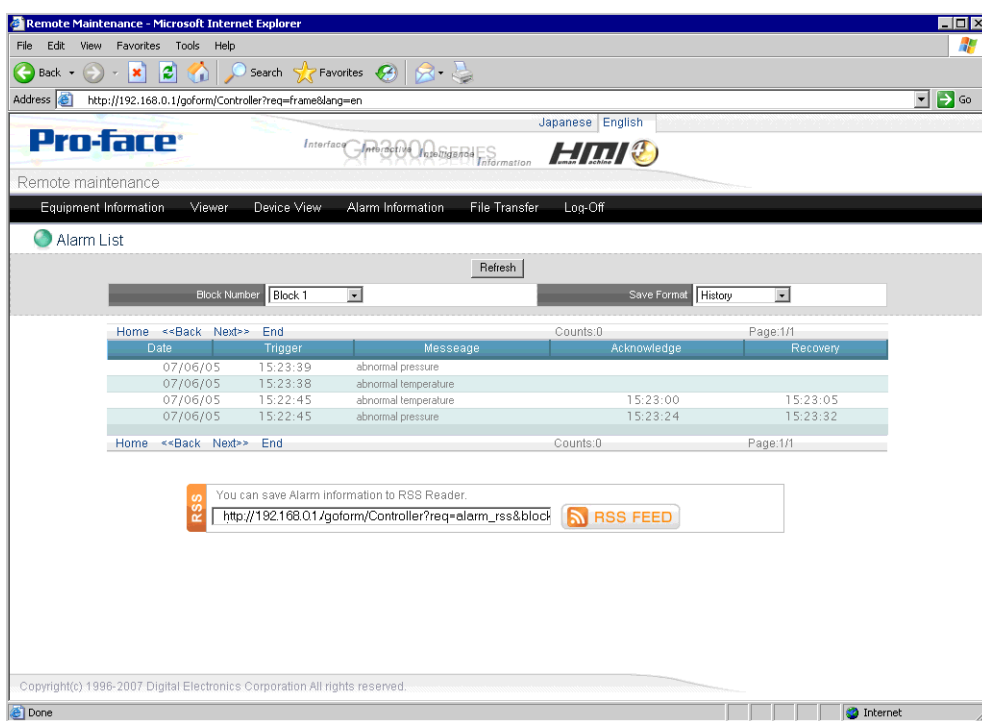 Remote Maintenance - Microsoft Internet Explorer
File Edit View Favorites Tools Help
Back Search Favorites
Address http://192.168.0.1/goform/Controller?req=frame&lang=en Go
Japanese English
Pro-face
Interface Interactive Intelligence Information
GP3000 SERIES
HMI
Human Machine
Remote maintenance
Equipment Information Viewer Device View Alarm Information File Transfer Log-Off
Alarm List
Refresh
Block Number Block 1 Save Format History
Home <<Back Next>> End Counts:0 Page:1/1
Date Trigger Messeage Acknowledge Recovery
07/06/05 15:23:39 abnormal pressure
07/06/05 15:23:38 abnormal temperature
07/06/05 15:22:45 abnormal temperature 15:23:00 15:23:05
07/06/05 15:22:45 abnormal pressure 15:23:24 15:23:32
Home <<Back Next>> End Counts:0 Page:1/1
RSS
You can save Alarm information to RSS Reader.
http://192.168.0.1/goform/Controller?req=alarm_rss&block
RSS FEED
Copyright(c) 1996-2007 Digital Electronics Corporation All rights reserved.
Done Internet